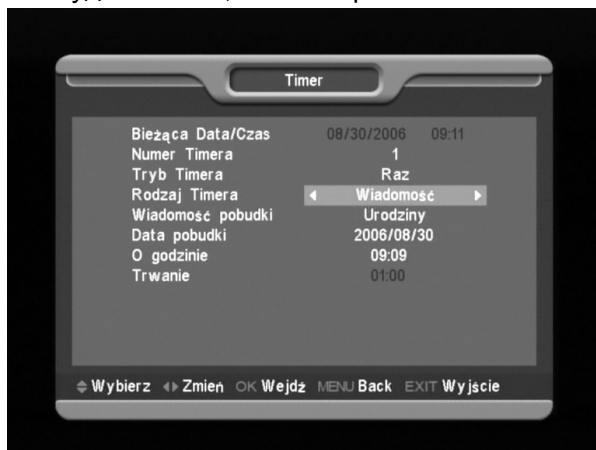 Timer
Bieżąca Data/Czas 08/30/2006 09:11
Numer Timera 1
Tryb Timera Raz
Rodzaj Timera Wiadomość
Wiadomość pobudki Urodziny
Data pobudki 2006/08/30
O godzinie 09:09
Trwanie 01:00
Wybierz Zmień OK Wejdź MENU Back EXIT Wyjście